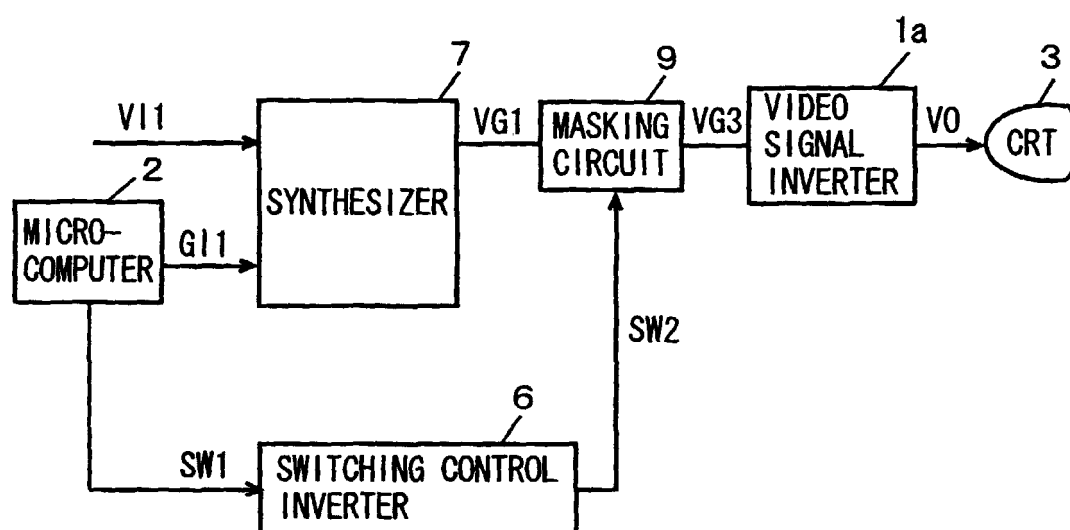 7
9
1a
3
VI1
VG1
MASKING
CIRCUIT
VG3
VIDEO
SIGNAL
INVERTER
VO
CRT
2
SYNTHESIZER
MICRO-
COMPUTER
GI1
SW2
6
SW1
SWITCHING CONTROL
INVERTER